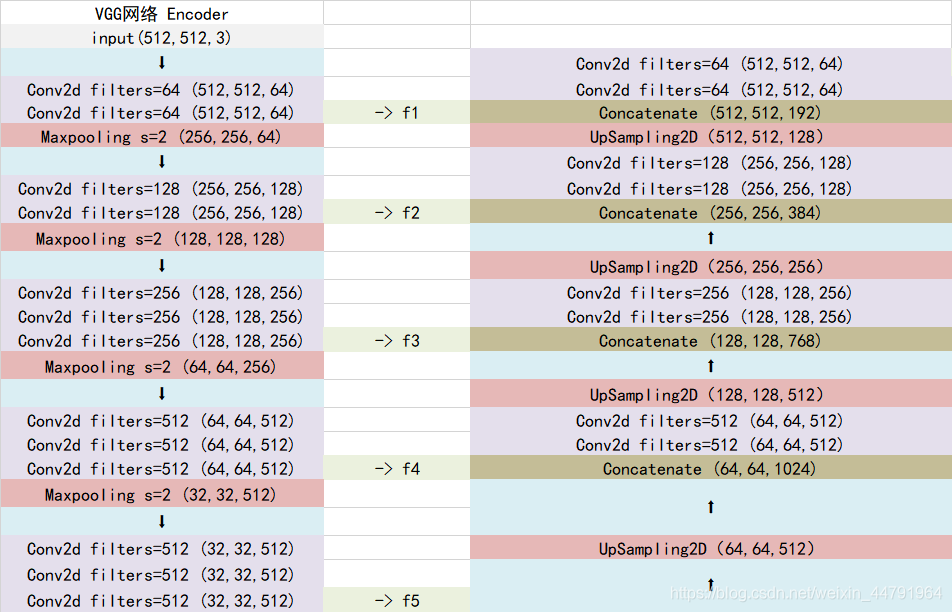 VGG网络 Encoder
input(512,512,3)
↓
Conv2d filters=64 (512,512,64)
Conv2d filters=64 (512,512,64)
Maxpooling s=2 (256,256,64)
↓
Conv2d filters=128 (256,256,128)
Conv2d filters=128 (256,256,128)
Maxpooling s=2 (128,128,128)
↓
Conv2d filters=256 (128,128,256)
Conv2d filters=256 (128,128,256)
Conv2d filters=256 (128,128,256)
Maxpooling s=2 (64,64,256)
↓
Conv2d filters=512 (64,64,512)
Conv2d filters=512 (64,64,512)
Conv2d filters=512 (64,64,512)
Maxpooling s=2 (32,32,512)
↓
Conv2d filters=512 (32,32,512)
Conv2d filters=512 (32,32,512)
Conv2d filters=512 (32,32,512)
-> f1
-> f2
-> f3
-> f4
-> f5
Conv2d filters=64 (512,512,64)
Conv2d filters=64 (512,512,64)
Concatenate (512,512,192)
UpSampling2D (512,512,128)
Conv2d filters=128 (256,256,128)
Conv2d filters=128 (256,256,128)
Concatenate (256,256,384)
↑
UpSampling2D (256,256,256)
Conv2d filters=256 (128,128,256)
Conv2d filters=256 (128,128,256)
Concatenate (128,128,768)
↑
UpSampling2D (128,128,512)
Conv2d filters=512 (64,64,512)
Conv2d filters=512 (64,64,512)
Concatenate (64,64,1024)
↑
UpSampling2D (64,64,512)
↑
https://blog.csdn.net/weixin_44791964